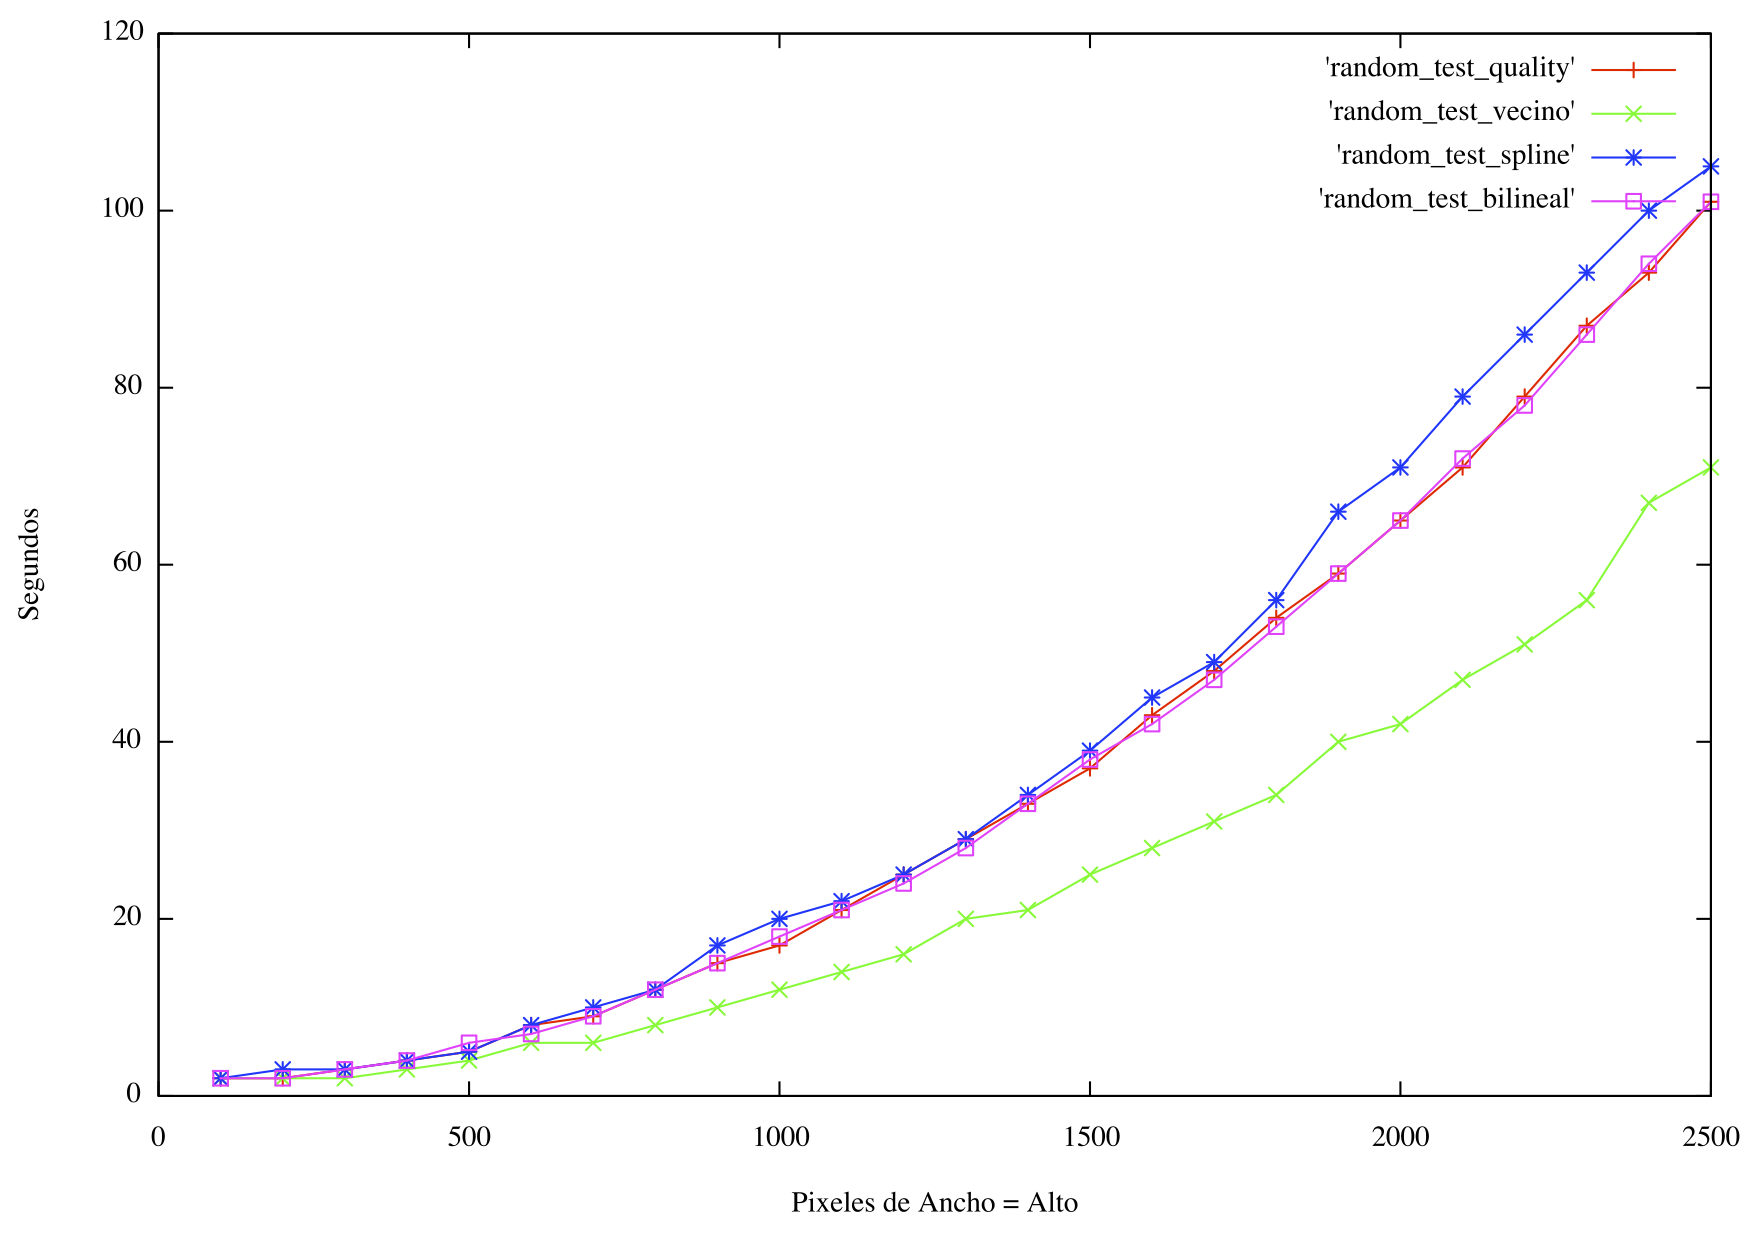 120
100
80
60
40
20
0
Segundos
'random_test_quality'
'random_test_vecino'
'random_test_spline'
'random_test_bilineal'
0 500 1000 1500 2000 2500
Pixeles de Ancho = Alto